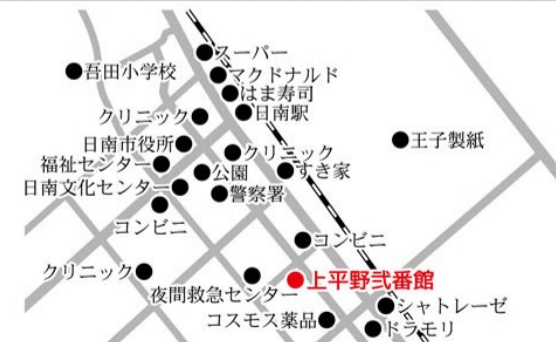 スーパー
吾田小学校
マクドナルド
はま寿司
クリニック
日南駅
日南市役所
王子製紙
クリニック
福祉センター
公園
すき家
日南文化センター
警察署
コンビニ
コンビニ
クリニック
上平野弐番館
夜間救急センター
シャトレーゼ
コスモス薬品
ドラモリ